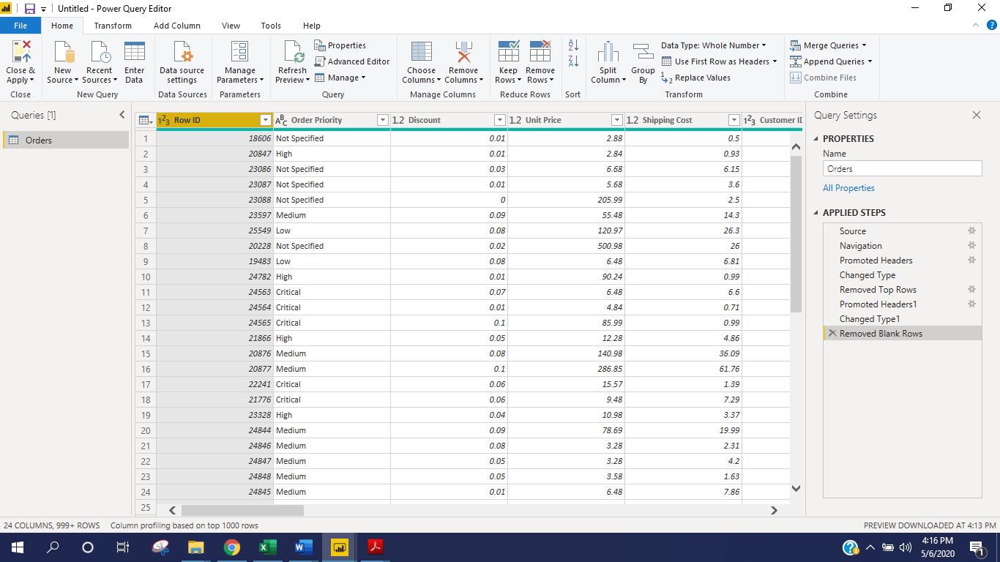 Untitled - Power Query Editor
File Home Transform Add Column View Tools Help
Close & Apply
New Source
Recent Sources
Enter Data
Data source settings
Manage Parameters
Refresh Preview
Properties
Advanced Editor
Manage
Choose Columns
Remove Columns
Keep Rows
Remove Rows
Split Column
Group By
Data Type: Whole Number
Use First Row as Headers
Replace Values
Merge Queries
Append Queries
Combine Files
Close New Query Data Sources Parameters Query Manage Columns Reduce Rows Sort Transform Combine
Queries [1]
Orders
123 Row ID ABC Order Priority 1.2 Discount 1.2 Unit Price 1.2 Shipping Cost 123 Customer ID
1 18606 Not Specified 0.01 2.88 0.5
2 20847 High 0.01 2.84 0.93
3 23086 Not Specified 0.03 6.68 6.15
4 23087 Not Specified 0.01 5.68 3.6
5 23088 Not Specified 0 205.99 2.5
6 23597 Medium 0.09 55.48 14.3
7 25549 Low 0.08 120.97 26.3
8 20228 Not Specified 0.02 500.98 26
9 19483 Low 0.08 6.48 6.81
10 24782 High 0.01 90.24 0.99
11 24563 Critical 0.07 6.48 6.6
12 24564 Critical 0.01 4.84 0.71
13 24565 Critical 0.1 85.99 0.99
14 21866 High 0.05 12.28 4.86
15 20876 Medium 0.08 140.98 36.09
16 20877 Medium 0.1 286.85 61.76
17 22241 Critical 0.06 15.57 1.39
18 21776 Critical 0.06 9.48 7.29
19 23328 High 0.04 10.98 3.37
20 24844 Medium 0.09 78.69 19.99
21 24846 Medium 0.08 3.28 2.31
22 24847 Medium 0.05 3.28 4.2
23 24848 Medium 0.05 3.58 1.63
24 24845 Medium 0.01 6.48 7.86
25
Query Settings
PROPERTIES
Name
Orders
All Properties
APPLIED STEPS
Source
Navigation
Promoted Headers
Changed Type
Removed Top Rows
Promoted Headers1
Changed Type1
Removed Blank Rows
24 COLUMNS, 999+ ROWS Column profiling based on top 1000 rows PREVIEW DOWNLOADED AT 4:13 PM
4:16 PM
5/6/2020
1